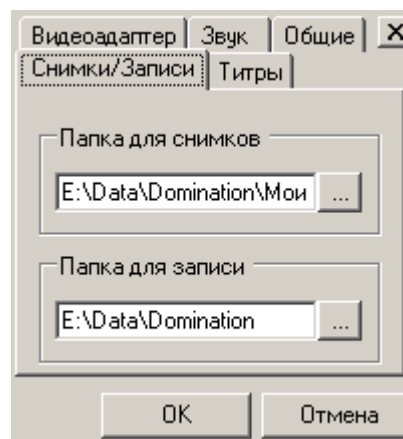 Видеоадаптер Звук Общие
Снимки/Записи Титры
Папка для снимков
E:\Data\Domination\Мои ...
Папка для записи
E:\Data\Domination ...
OK Отмена